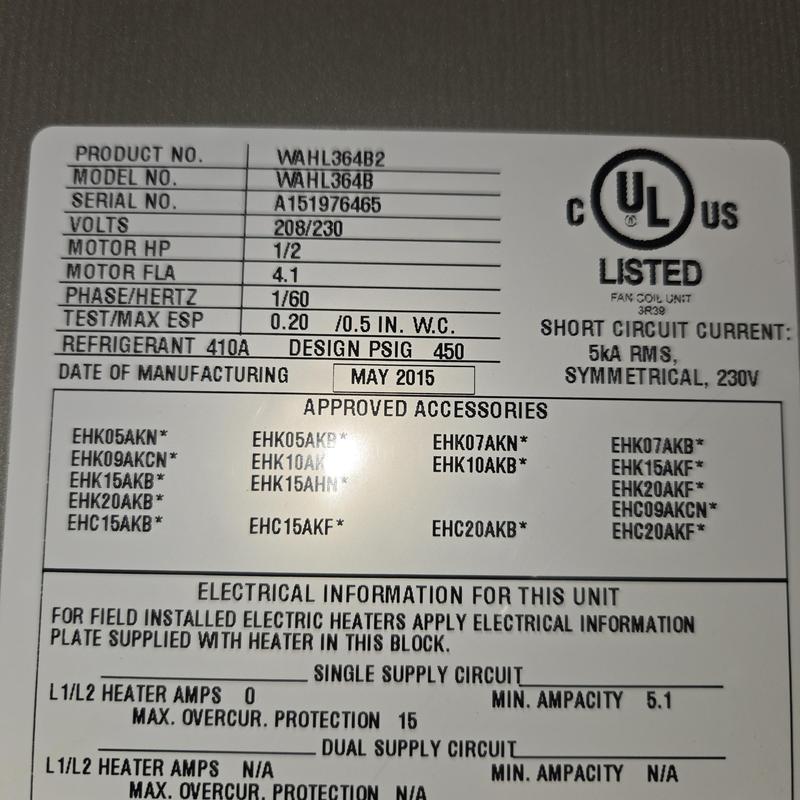 PRODUCT NO. WAHL364B2
MODEL NO. WAHL364B
SERIAL NO. A151976465
VOLTS 208/230
MOTOR HP 1/2
MOTOR FLA 4.1
PHASE/HERTZ 1/60
TEST/MAX ESP 0.20 /0.5 IN. W.C.
REFRIGERANT 410A DESIGN PSIG 450
DATE OF MANUFACTURING MAY 2015
C UL US
LISTED
FAN COIL UNIT
3R39
SHORT CIRCUIT CURRENT:
5kA RMS,
SYMMETRICAL, 230V
APPROVED ACCESSORIES
EHK05AKN* EHK05AKB* EHK07AKN* EHK07AKB*
EHK09AKCN* EHK10AK EHK10AKB* EHK15AKF*
EHK15AKB* EHK15AHN* EHK20AKF*
EHK20AKB* EHC09AKCN*
EHC15AKB* EHC15AKF* EHC20AKB* EHC20AKF*
ELECTRICAL INFORMATION FOR THIS UNIT
FOR FIELD INSTALLED ELECTRIC HEATERS APPLY ELECTRICAL INFORMATION
PLATE SUPPLIED WITH HEATER IN THIS BLOCK.
SINGLE SUPPLY CIRCUIT
L1/L2 HEATER AMPS 0 MIN. AMPACITY 5.1
MAX. OVERCUR. PROTECTION 15
DUAL SUPPLY CIRCUIT
L1/L2 HEATER AMPS N/A MIN. AMPACITY N/A
MAX. OVERCUR. PROTECTION N/A